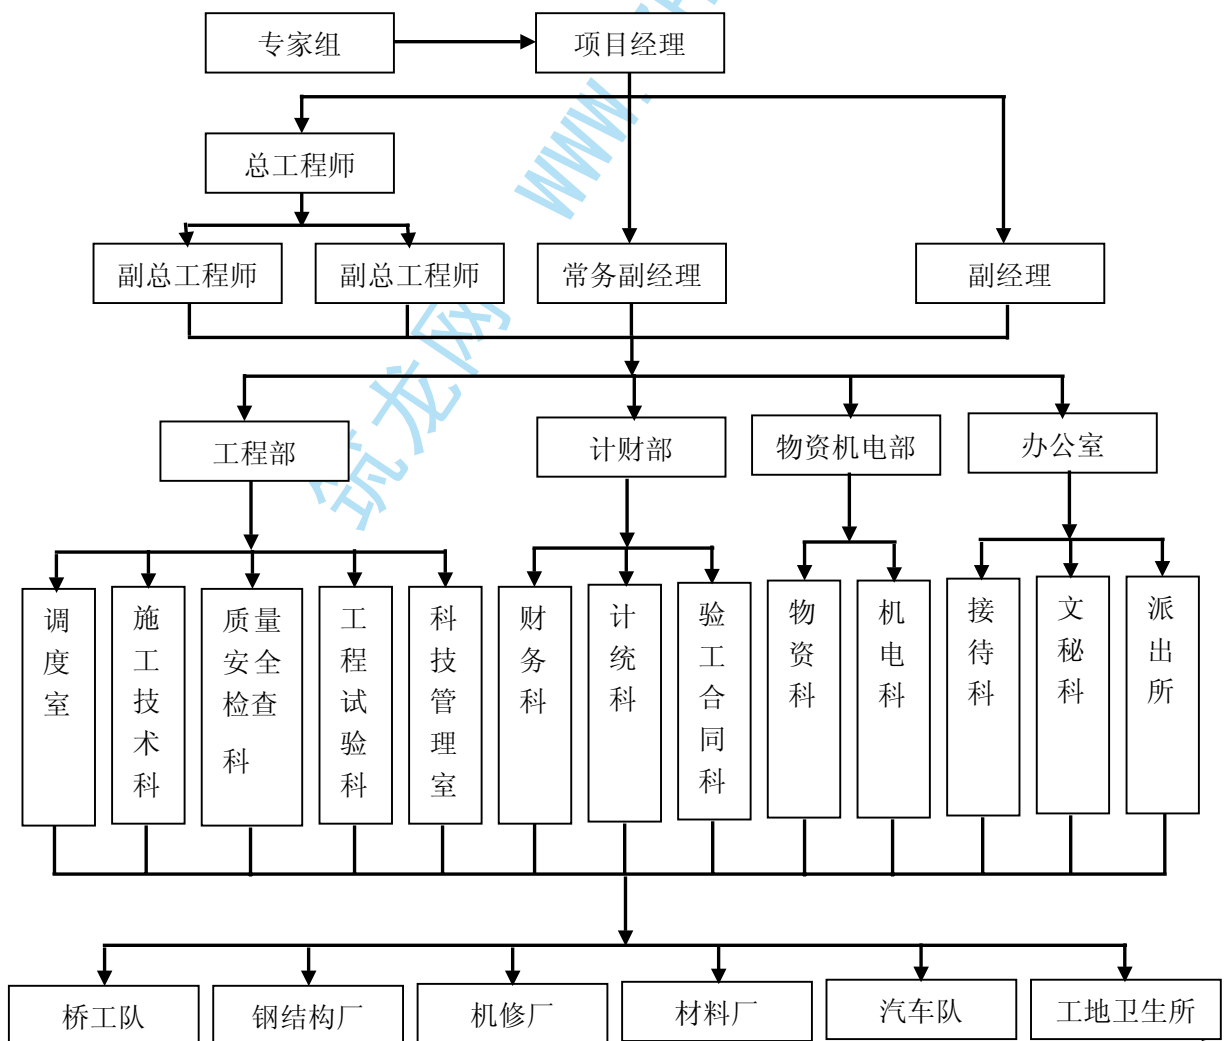 专家组
项目经理
总工程师
副总工程师
副总工程师
常务副经理
副经理
工程部
计财部
物资机电部
办公室
调度室
施工技术科
质量
安全
检查
科
工程试验科
科技管理室
财务科
计统科
验工合同科
物资科
机电科
接待科
文秘科
派出所
桥工队
钢结构厂
机修厂
材料厂
汽车队
工地卫生所
筑龙网 WWW.